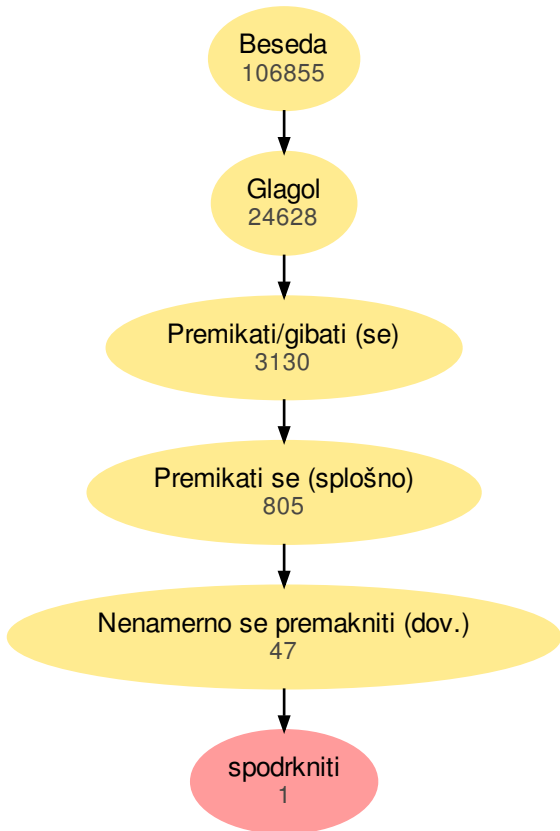 Beseda
106855
Glagol
24628
Premikati/gibati (se)
3130
Premikati se (splošno)
805
Nenamerno se premakniti (dov.)
47
spodrkniti
1